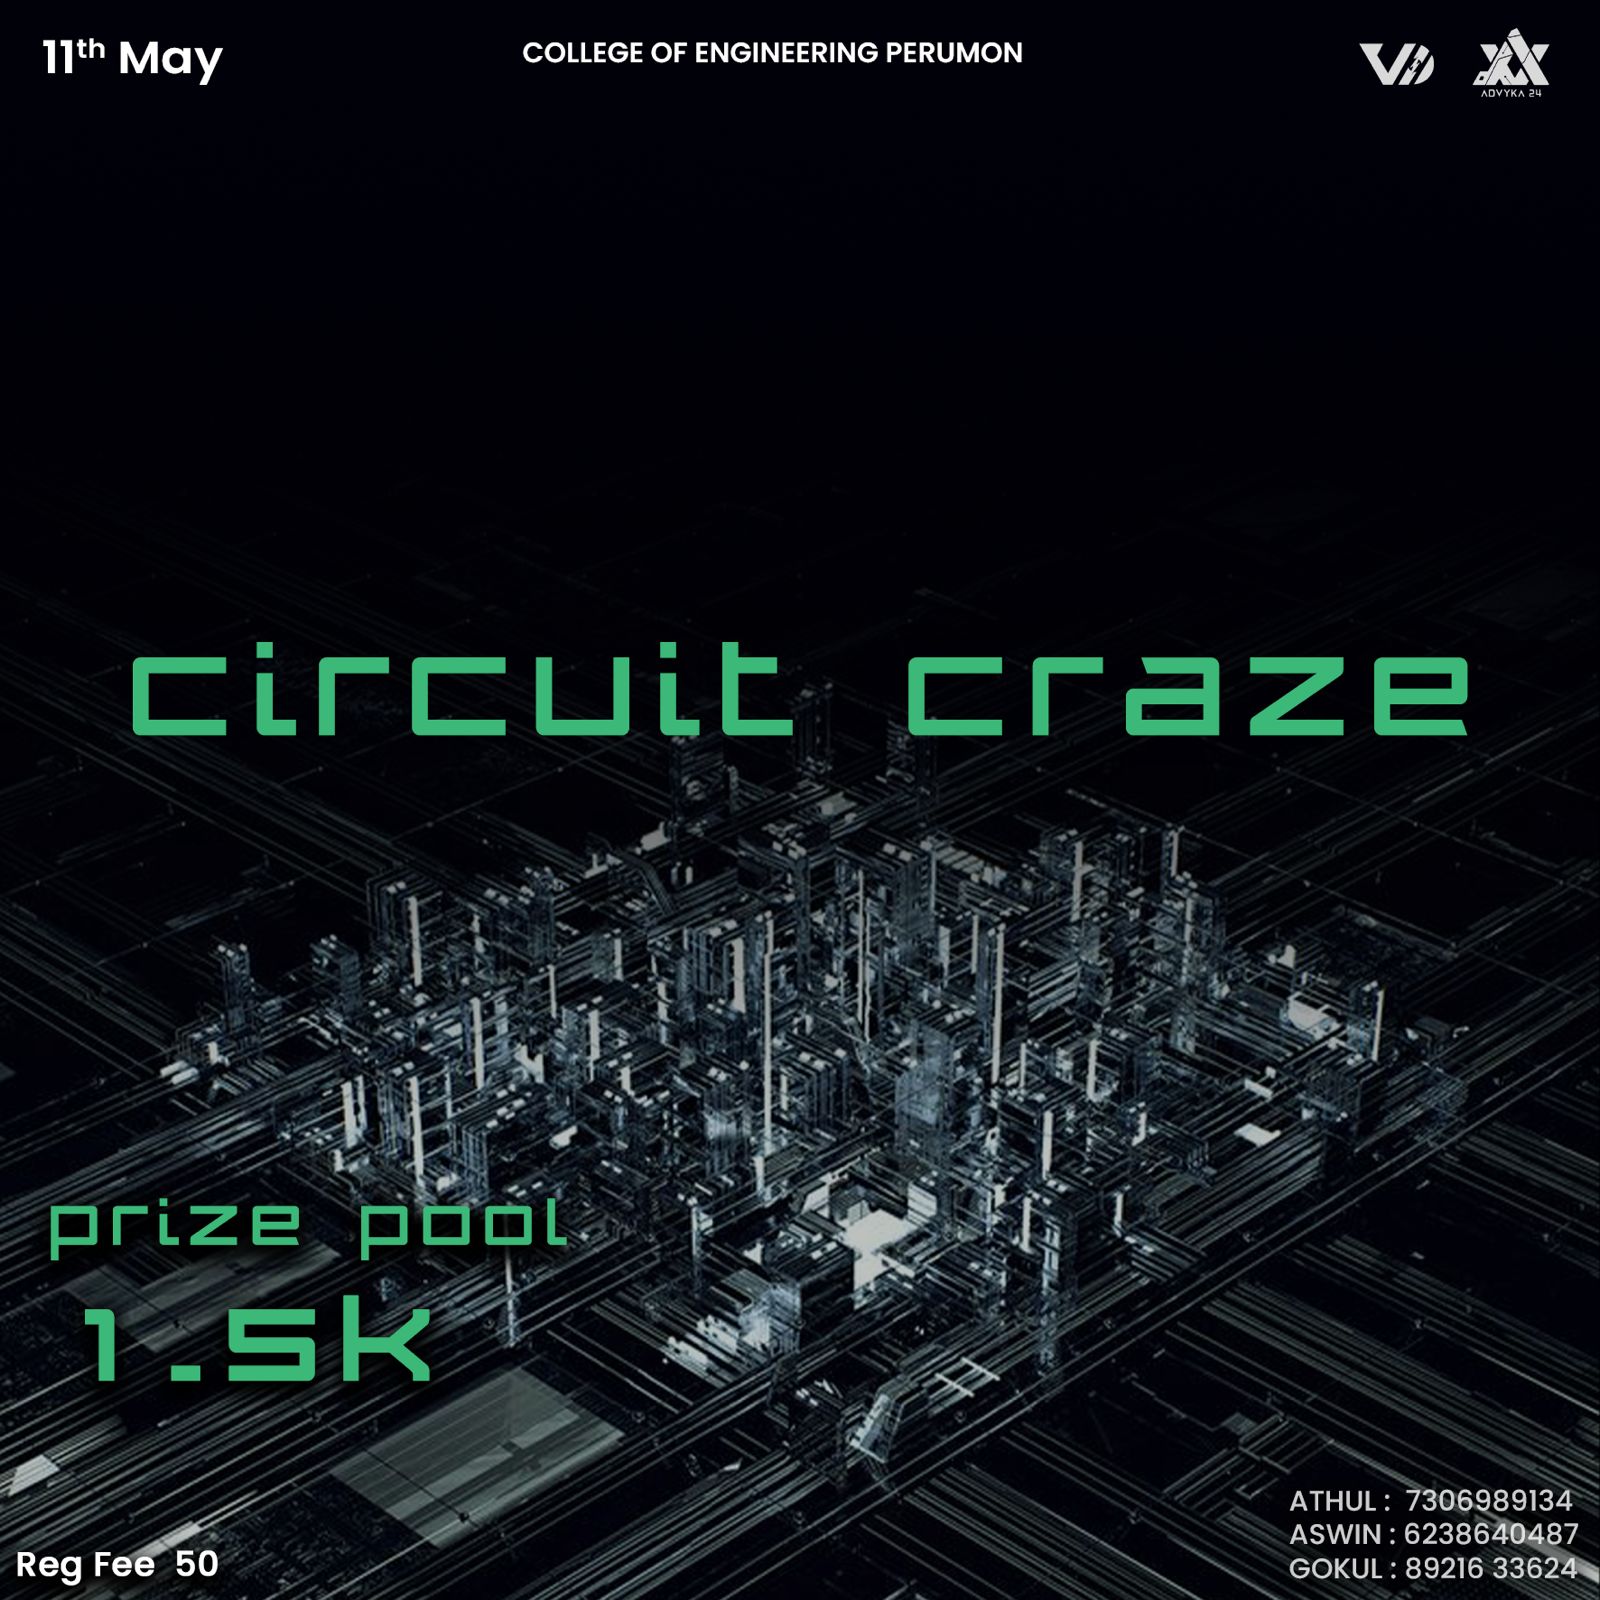 11th May
COLLEGE OF ENGINEERING PERUMON
VD
ADVYKA 24
circuit craze
prize pool
1.5k
Reg Fee 50
ATHUL : 7306989134
ASWIN : 6238640487
GOKUL : 89216 33624